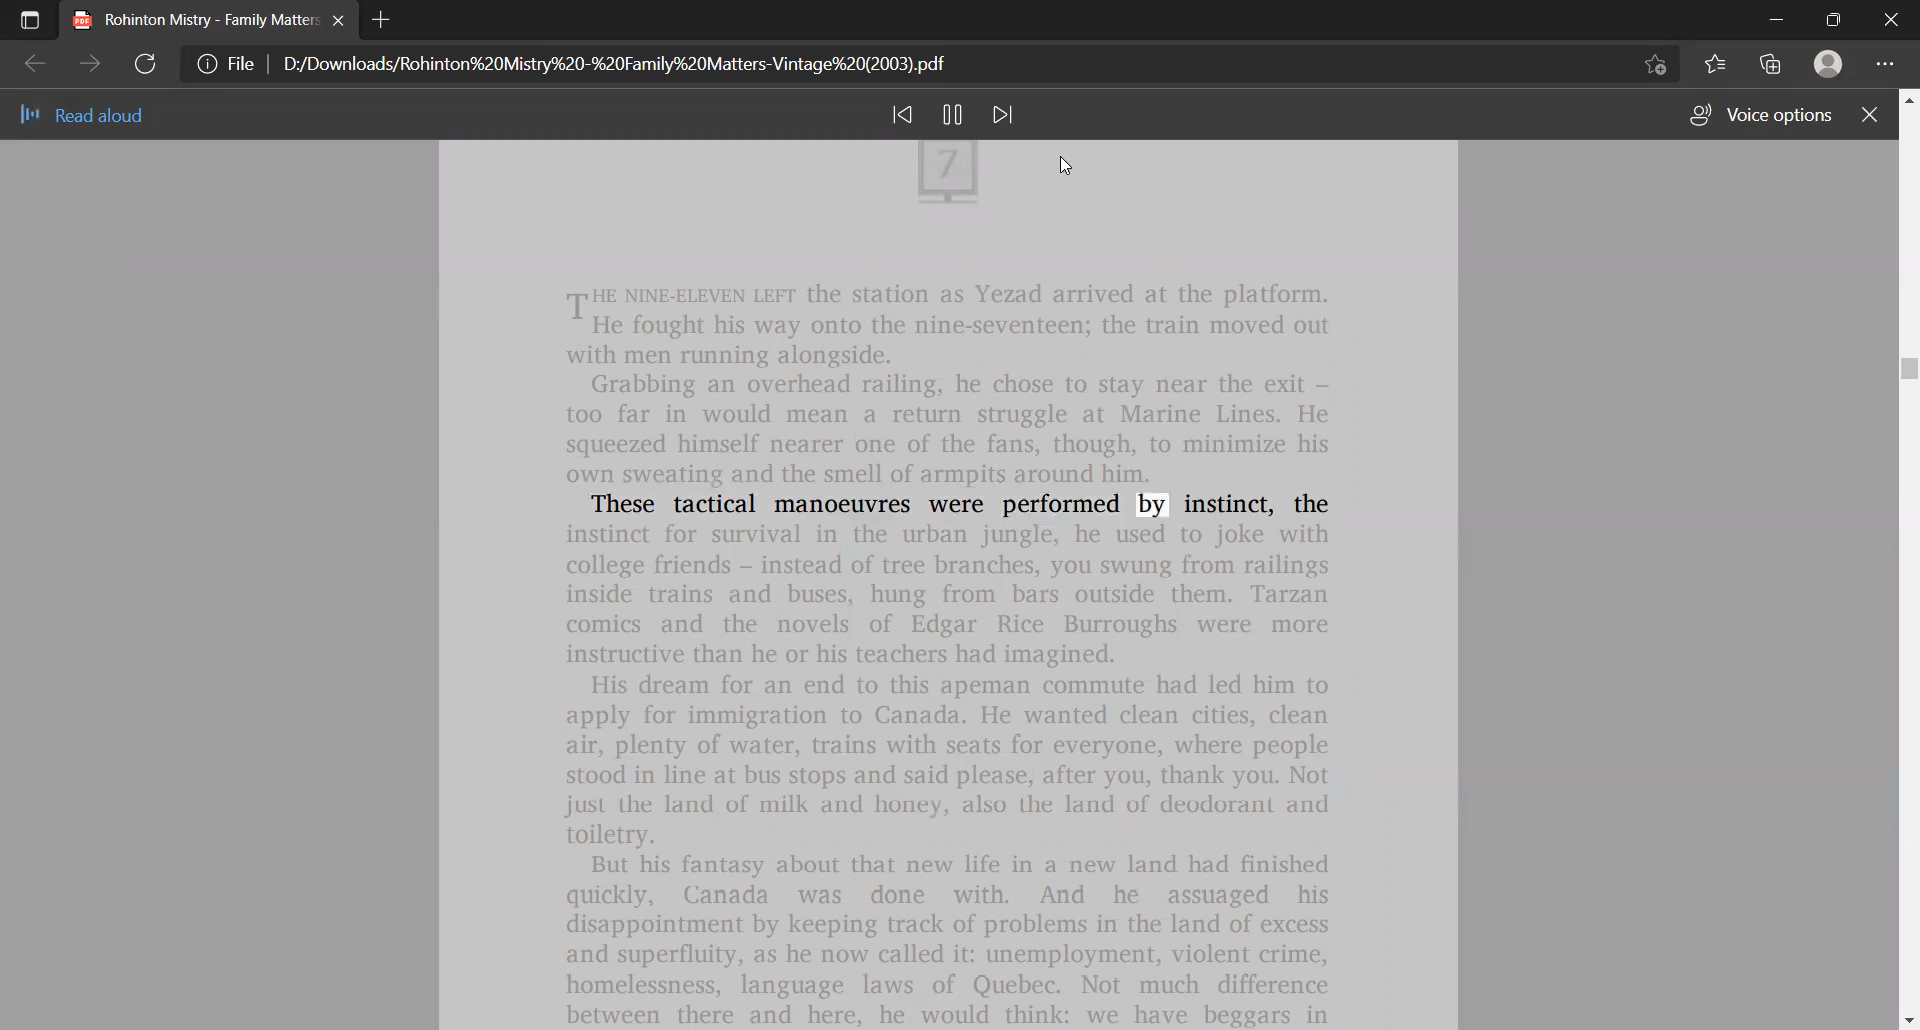 Rohinton Mistry - Family Matters
File D:/Downloads/Rohinton%20Mistry%20-%20Family%20Matters-Vintage%20(2003).pdf
Read aloud
Voice options
7
THE NINE-ELEVEN LEFT the station as Yezad arrived at the platform.
He fought his way onto the nine-seventeen; the train moved out
with men running alongside.
Grabbing an overhead railing, he chose to stay near the exit –
too far in would mean a return struggle at Marine Lines. He
squeezed himself nearer one of the fans, though, to minimize his
own sweating and the smell of armpits around him.
These tactical manoeuvres were performed by instinct, the
instinct for survival in the urban jungle, he used to joke with
college friends – instead of tree branches, you swung from railings
inside trains and buses, hung from bars outside them. Tarzan
comics and the novels of Edgar Rice Burroughs were more
instructive than he or his teachers had imagined.
His dream for an end to this apeman commute had led him to
apply for immigration to Canada. He wanted clean cities, clean
air, plenty of water, trains with seats for everyone, where people
stood in line at bus stops and said please, after you, thank you. Not
just the land of milk and honey, also the land of deodorant and
toiletry.
But his fantasy about that new life in a new land had finished
quickly, Canada was done with. And he assuaged his
disappointment by keeping track of problems in the land of excess
and superfluity, as he now called it: unemployment, violent crime,
homelessness, language laws of Quebec. Not much difference
between there and here, he would think: we have beggars in